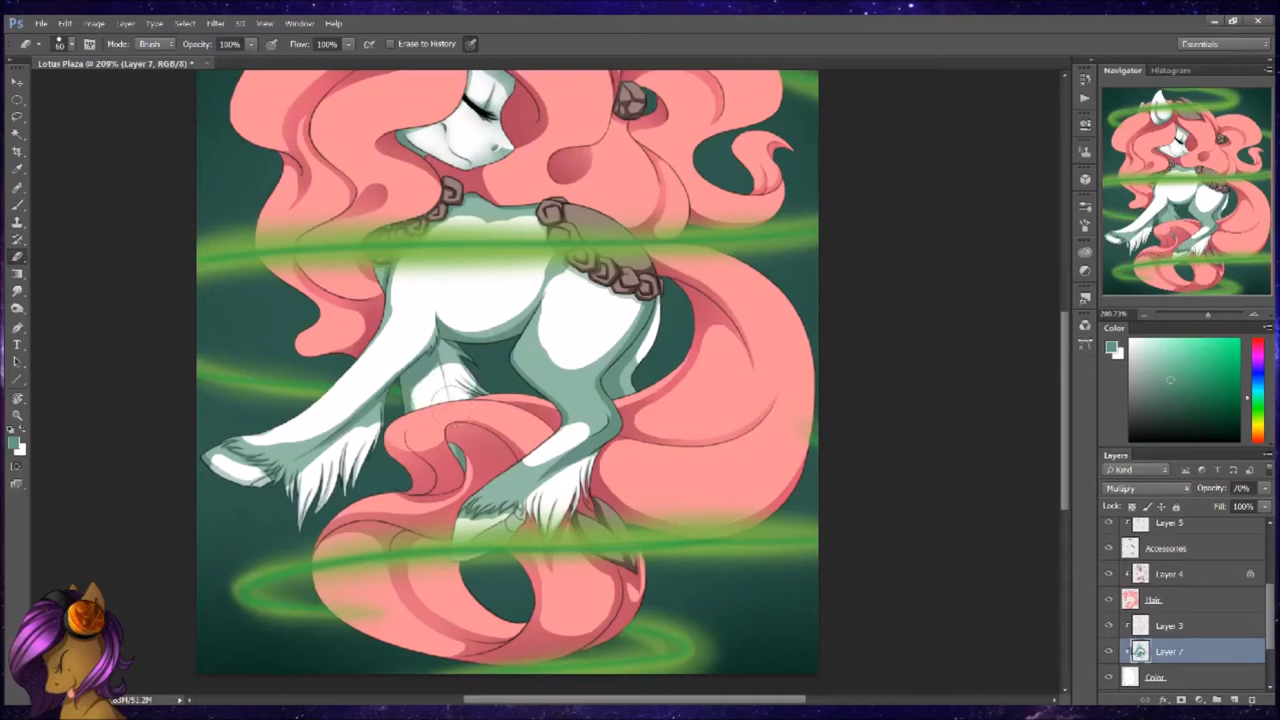 Ps File Edit Image Layer Type Select Filter 3D View Window Help
60 Mode: Brush Opacity: 100% Flow: 100% Erase to History Essentials
Lotus Plaza @ 209% (Layer 7, RGB/8) *
Navigator Histogram
Color
Layers
Kind
Multiply Opacity: 70%
Lock: Fill: 100%
Layer 5
Accessories
Layer 4
Hair
Layer 3
Layer 7
Color